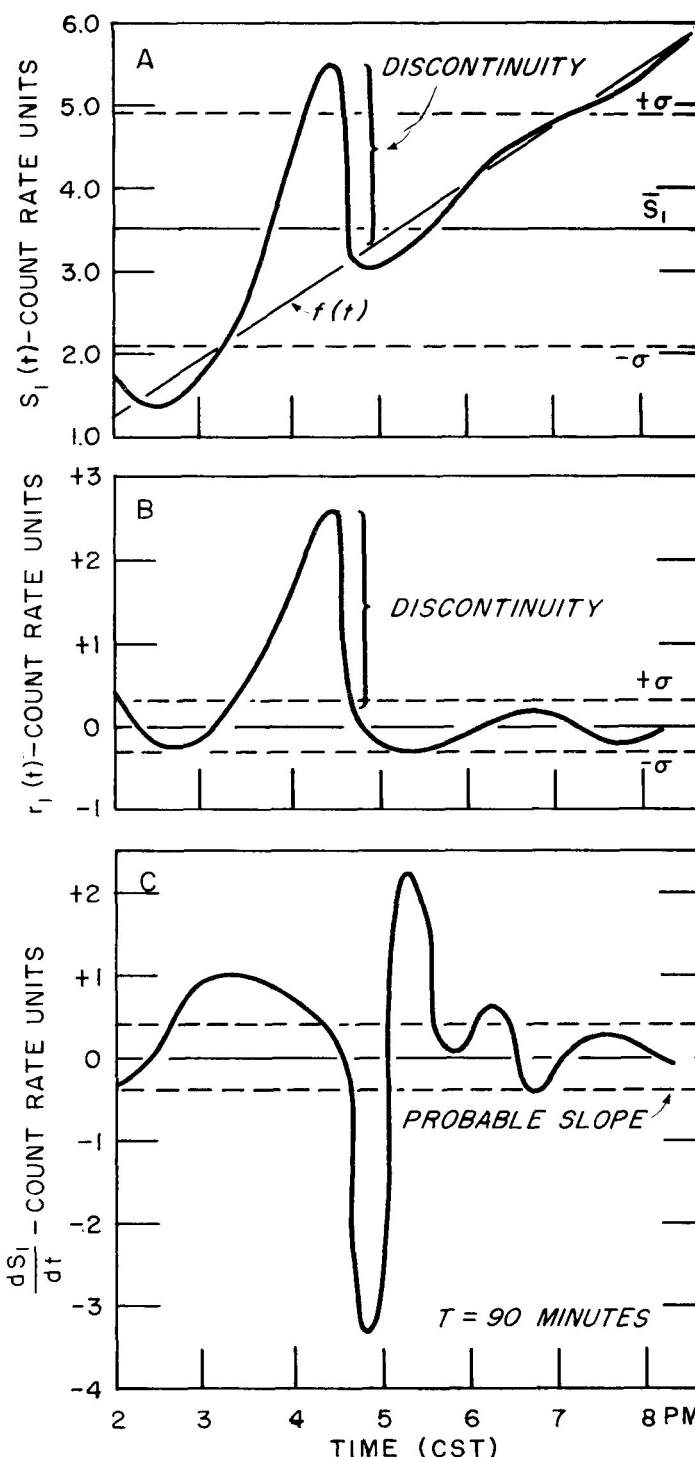 A
6.0
5.0
4.0
3.0
2.0
1.0
S₁ (t)-COUNT RATE UNITS
DISCONTINUITY
+σ
S̄₁
f(t)
-σ
B
+3
+2
+1
0
-1
r₁ (t)-COUNT RATE UNITS
DISCONTINUITY
+σ
-σ
C
+2
+1
0
-1
-2
-3
-4
dS₁
dt
-COUNT RATE UNITS
PROBABLE SLOPE
T = 90 MINUTES
2 3 4 5 6 7 8 PM
TIME (CST)